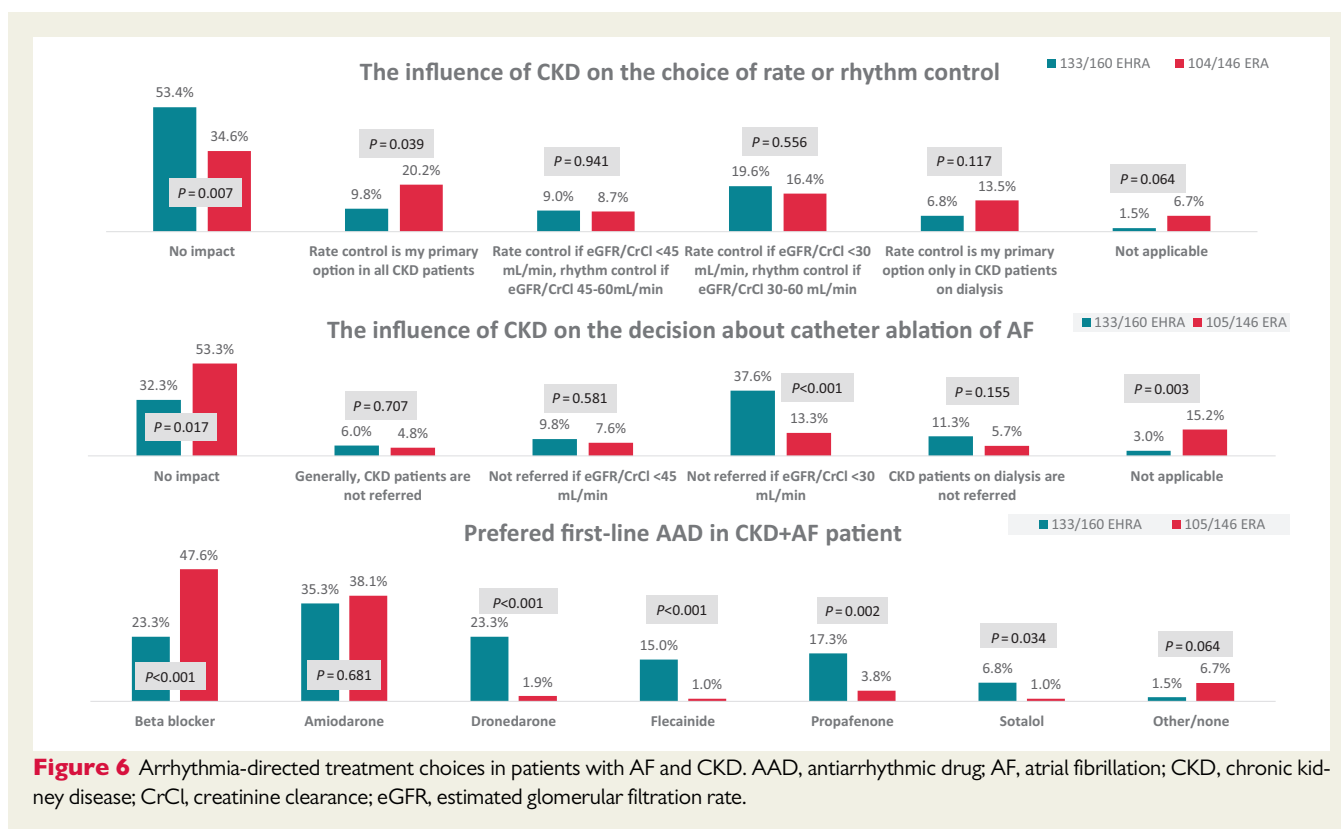 The influence of CKD on the choice of rate or rhythm control
133/160 EHRA 104/146 ERA
53.4%
34.6%
P = 0.007
No impact
P = 0.039
9.8%
20.2%
Rate control is my primary
option in all CKD patients
P = 0.941
9.0%
8.7%
Rate control if eGFR/CrCl <45
mL/min, rhythm control if
eGFR/CrCl 45-60mL/min
P = 0.556
19.6%
16.4%
Rate control if eGFR/CrCl <30
mL/min, rhythm control if
eGFR/CrCl 30-60 mL/min
P = 0.117
6.8%
13.5%
Rate control is my primary
option only in CKD patients
on dialysis
P = 0.064
1.5%
6.7%
Not applicable
The influence of CKD on the decision about catheter ablation of AF
133/160 EHRA 105/146 ERA
32.3%
53.3%
P = 0.017
No impact
P = 0.707
6.0%
4.8%
Generally, CKD patients are
not referred
P = 0.581
9.8%
7.6%
Not referred if eGFR/CrCl <45
mL/min
37.6%
P<0.001
13.3%
Not referred if eGFR/CrCl <30
mL/min
P = 0.155
11.3%
5.7%
CKD patients on dialysis are
not referred
P = 0.003
3.0%
15.2%
Not applicable
Prefered first-line AAD in CKD+AF patient
133/160 EHRA 105/146 ERA
23.3%
47.6%
P<0.001
Beta blocker
35.3%
38.1%
P = 0.681
Amiodarone
P<0.001
23.3%
1.9%
Dronedarone
P<0.001
15.0%
1.0%
Flecainide
P = 0.002
17.3%
3.8%
Propafenone
P = 0.034
6.8%
1.0%
Sotalol
P = 0.064
1.5%
6.7%
Other/none
Figure 6 Arrhythmia-directed treatment choices in patients with AF and CKD. AAD, antiarrhythmic drug; AF, atrial fibrillation; CKD, chronic kid-
ney disease; CrCl, creatinine clearance; eGFR, estimated glomerular filtration rate.